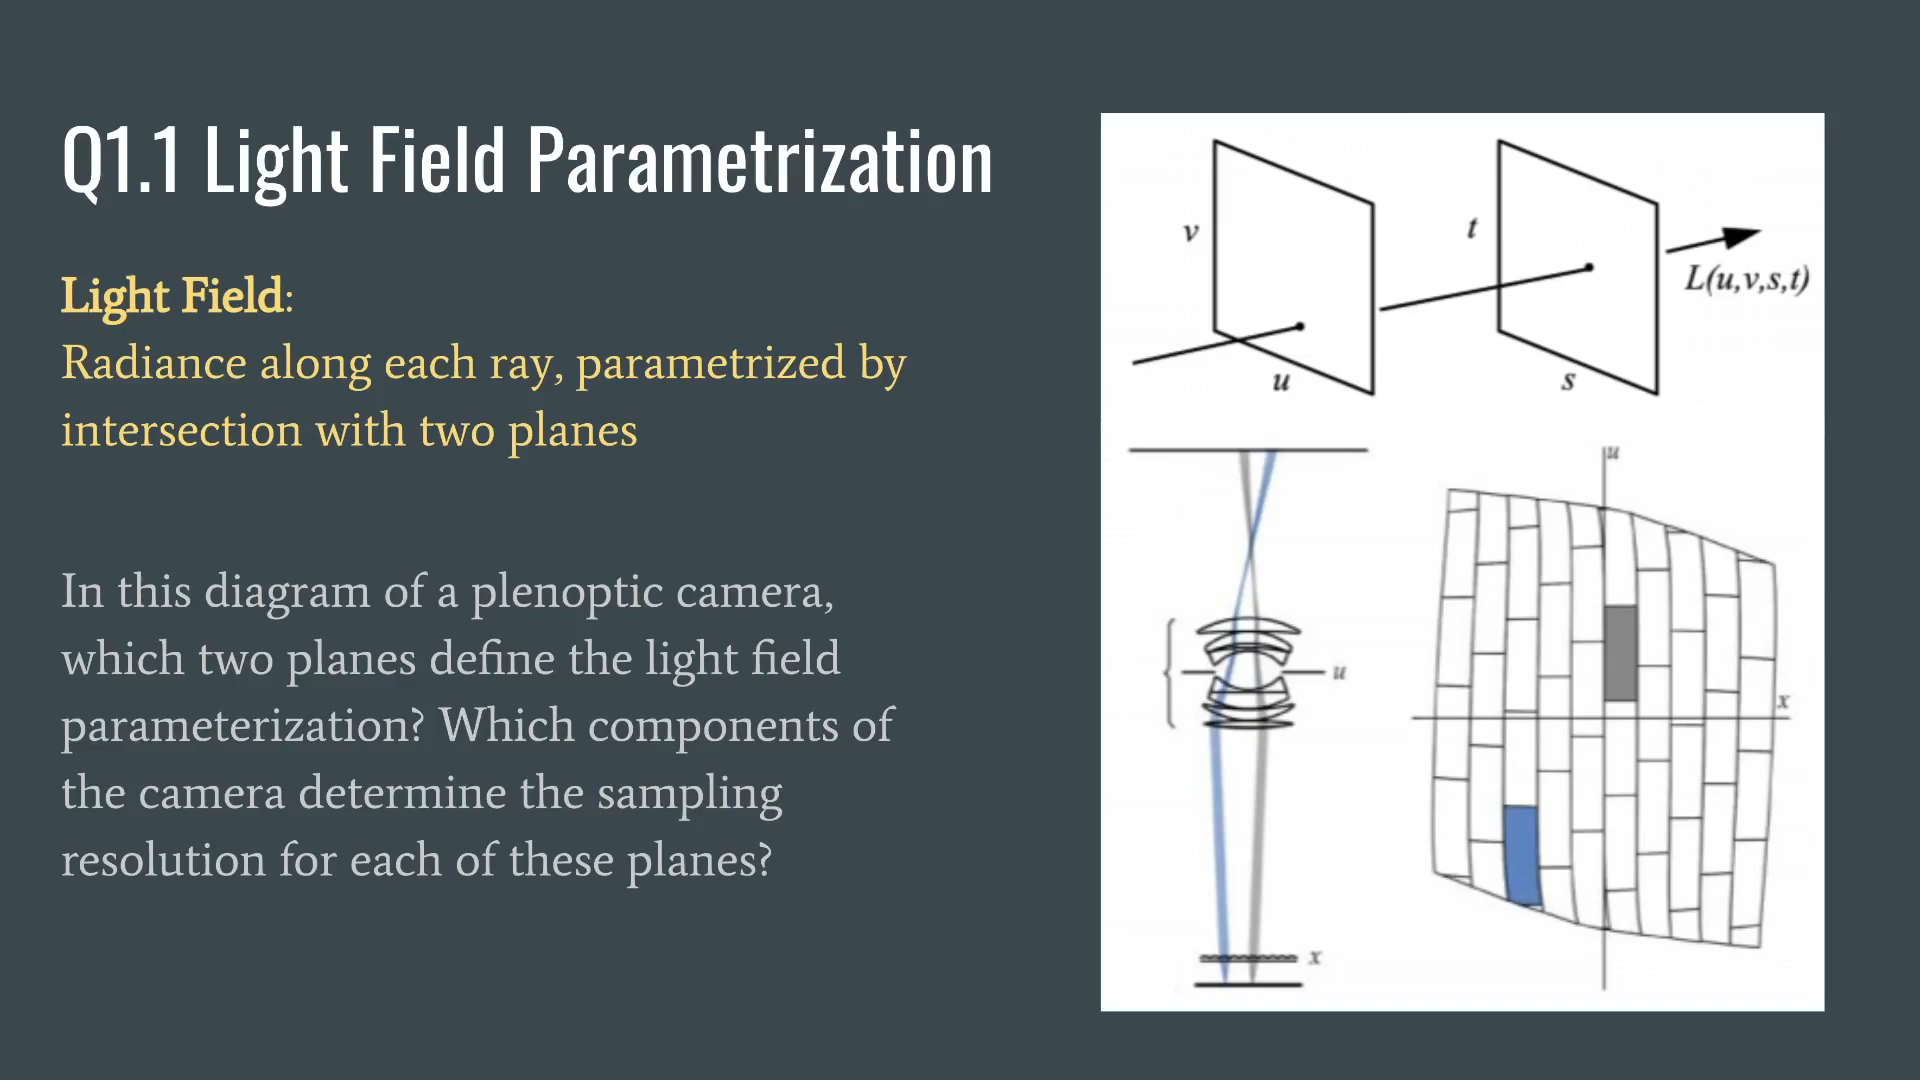 Q1.1 Light Field Parametrization
Light Field:
Radiance along each ray, parametrized by
intersection with two planes
In this diagram of a plenoptic camera,
which two planes define the light field
parameterization? Which components of
the camera determine the sampling
resolution for each of these planes?
v
t
L(u,v,s,t)
u
s
u
u
x
x